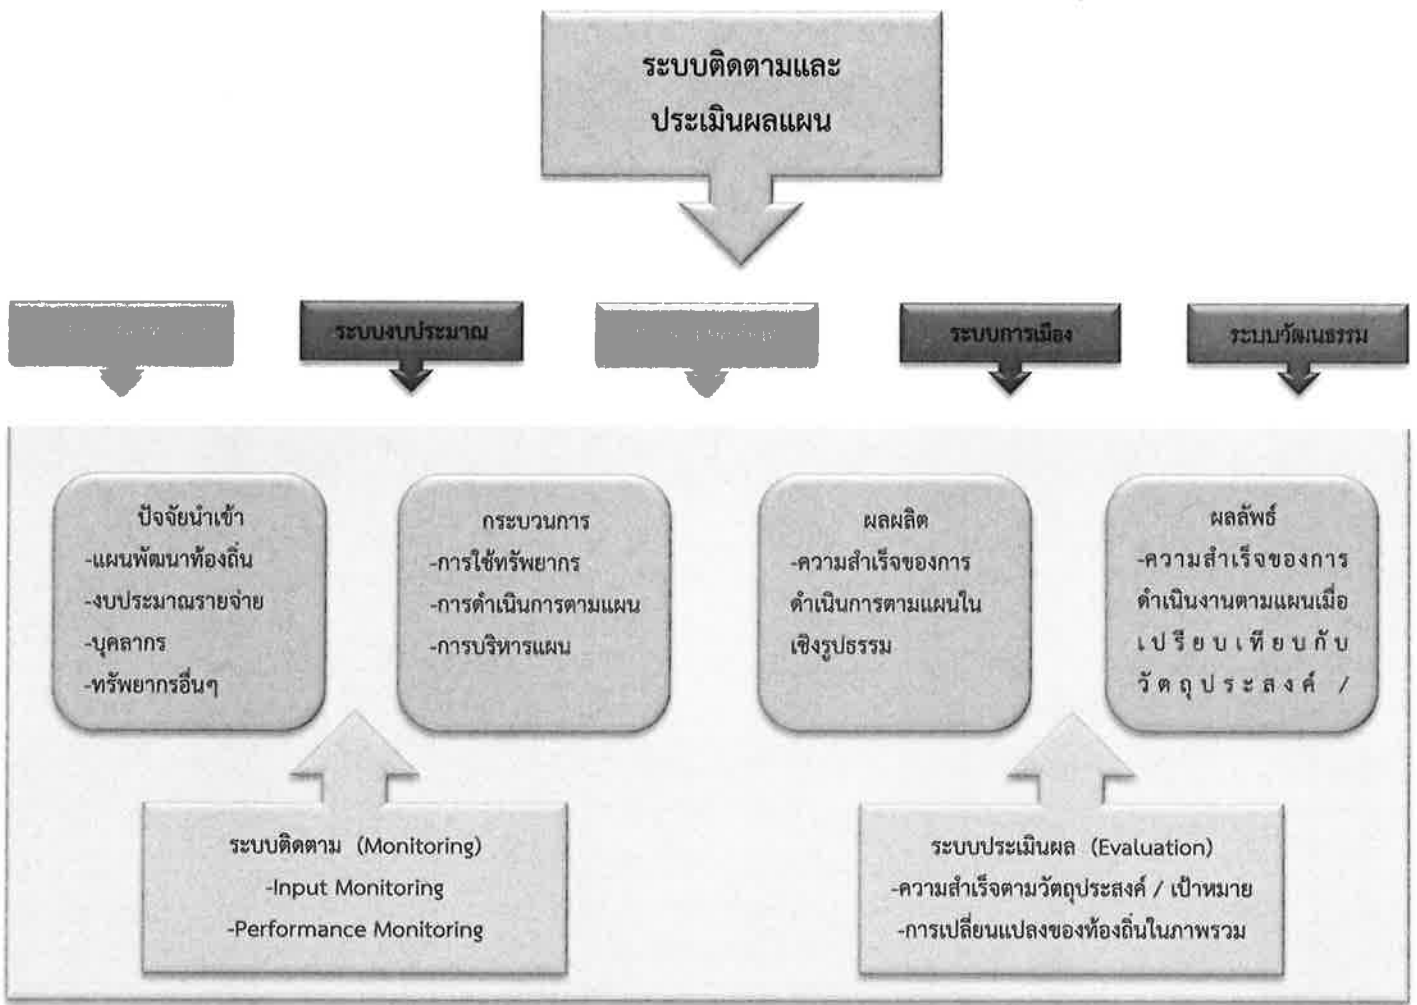 ระบบติดตามและ
ประเมินผลแผน
ระบบงบประมาณ
ระบบการเมือง
ระบบวัฒนธรรม
ปัจจัยนำเข้า
-แผนพัฒนาท้องถิ่น
-งบประมาณรายจ่าย
-บุคลากร
-ทรัพยากรอื่นๆ
กระบวนการ
-การใช้ทรัพยากร
-การดำเนินการตามแผน
-การบริหารแผน
ผลผลิต
-ความสำเร็จของการ
ดำเนินการตามแผนใน
เชิงรูปธรรม
ผลลัพธ์
-ความสำเร็จของการ
ดำเนินงานตามแผนเมื่อ
เปรียบเทียบกับ
วัตถุประสงค์ /
ระบบติดตาม (Monitoring)
-Input Monitoring
-Performance Monitoring
ระบบประเมินผล (Evaluation)
-ความสำเร็จตามวัตถุประสงค์ / เป้าหมาย
-การเปลี่ยนแปลงของท้องถิ่นในภาพรวม